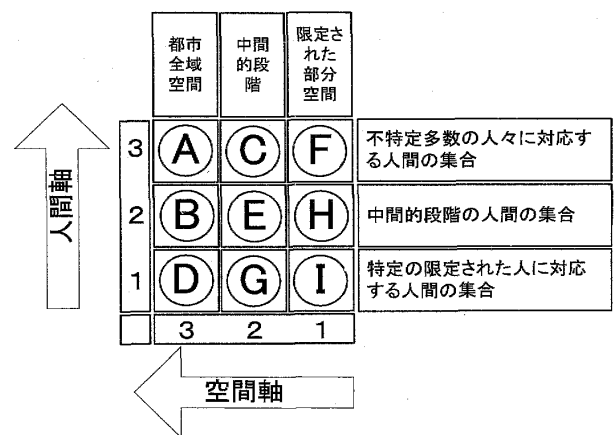 都市
全域
空間
中間
的段
階
限定さ
れた
部分
空間
人間軸
3
A
C
F
不特定多数の人々に対応す
る人間の集合
2
B
E
H
中間的段階の人間の集合
1
D
G
I
特定の限定された人に対応
する人間の集合
3
2
1
空間軸